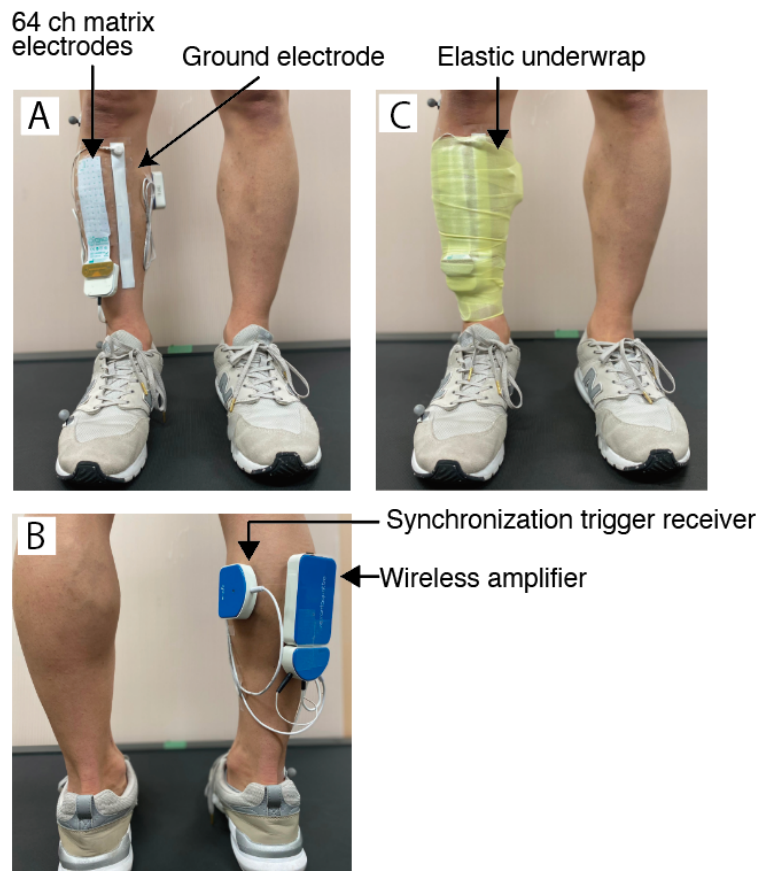 64 ch matrix
electrodes
Ground electrode
Elastic underwrap
A
C
B
Synchronization trigger receiver
Wireless amplifier